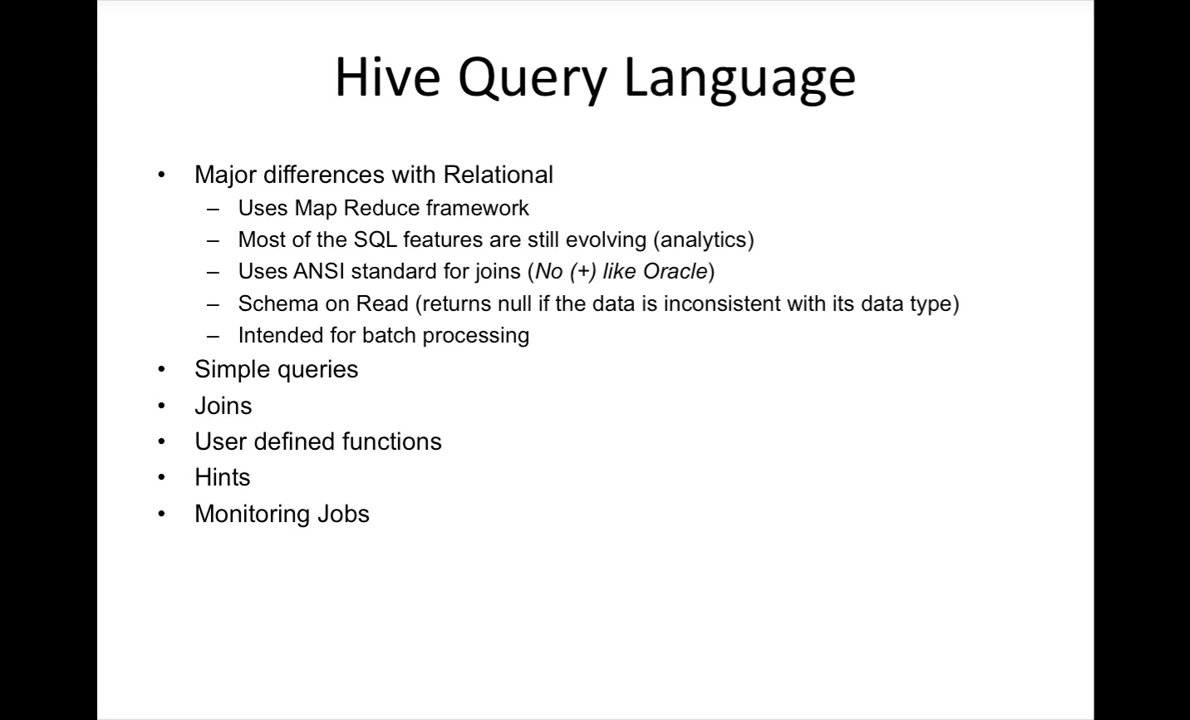 Hive Query Language
• Major differences with Relational
– Uses Map Reduce framework
– Most of the SQL features are still evolving (analytics)
– Uses ANSI standard for joins (No (+) like Oracle)
– Schema on Read (returns null if the data is inconsistent with its data type)
– Intended for batch processing
• Simple queries
• Joins
• User defined functions
• Hints
• Monitoring Jobs